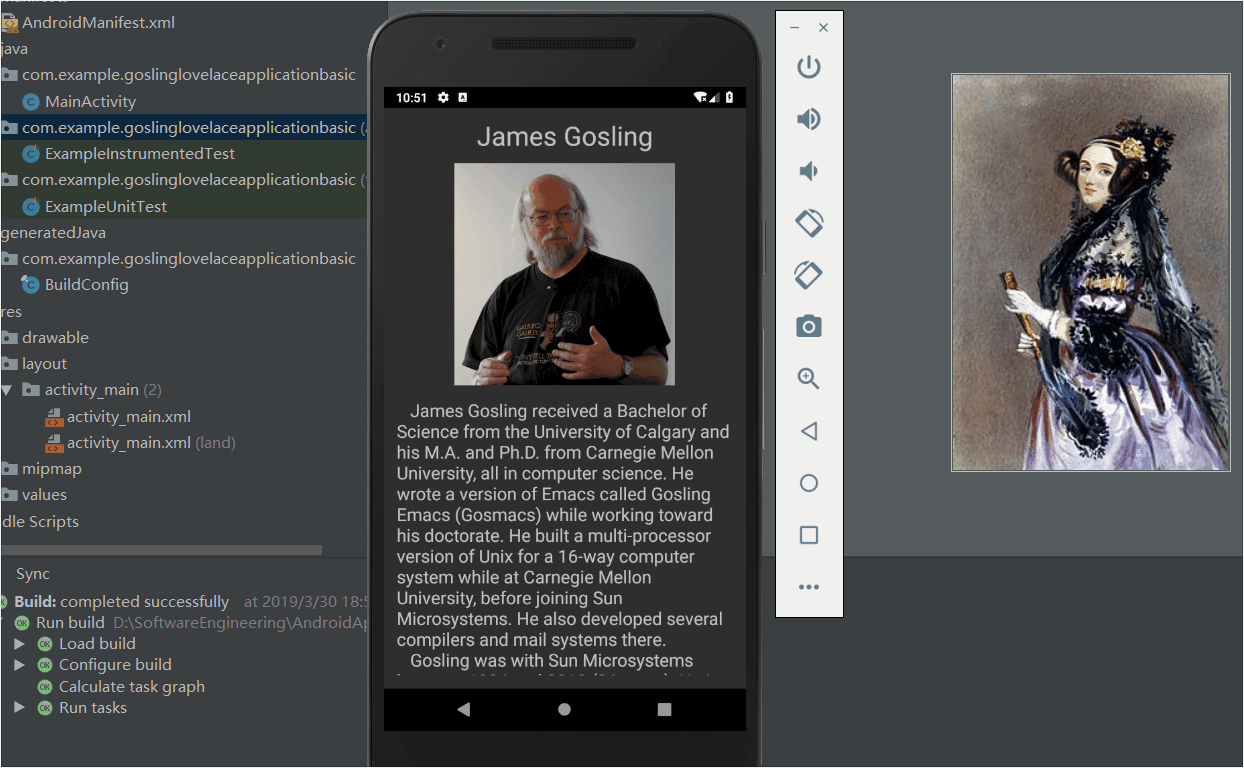 AndroidManifest.xml
java
com.example.goslinglovelaceapplicationbasic
MainActivity
com.example.goslinglovelaceapplicationbasic
ExampleInstrumentedTest
com.example.goslinglovelaceapplicationbasic
ExampleUnitTest
generatedJava
com.example.goslinglovelaceapplicationbasic
BuildConfig
res
drawable
layout
activity_main (2)
activity_main.xml
activity_main.xml (land)
mipmap
values
dle Scripts
Sync
Build: completed successfully at 2019/3/30 18:5
Run build D:\SoftwareEngineering\AndroidAp
Load build
Configure build
Calculate task graph
Run tasks
10:51
James Gosling
GALILEO
GALILEI
James Gosling received a Bachelor of
Science from the University of Calgary and
his M.A. and Ph.D. from Carnegie Mellon
University, all in computer science. He
wrote a version of Emacs called Gosling
Emacs (Gosmacs) while working toward
his doctorate. He built a multi-processor
version of Unix for a 16-way computer
system while at Carnegie Mellon
University, before joining Sun
Microsystems. He also developed several
compilers and mail systems there.
Gosling was with Sun Microsystems